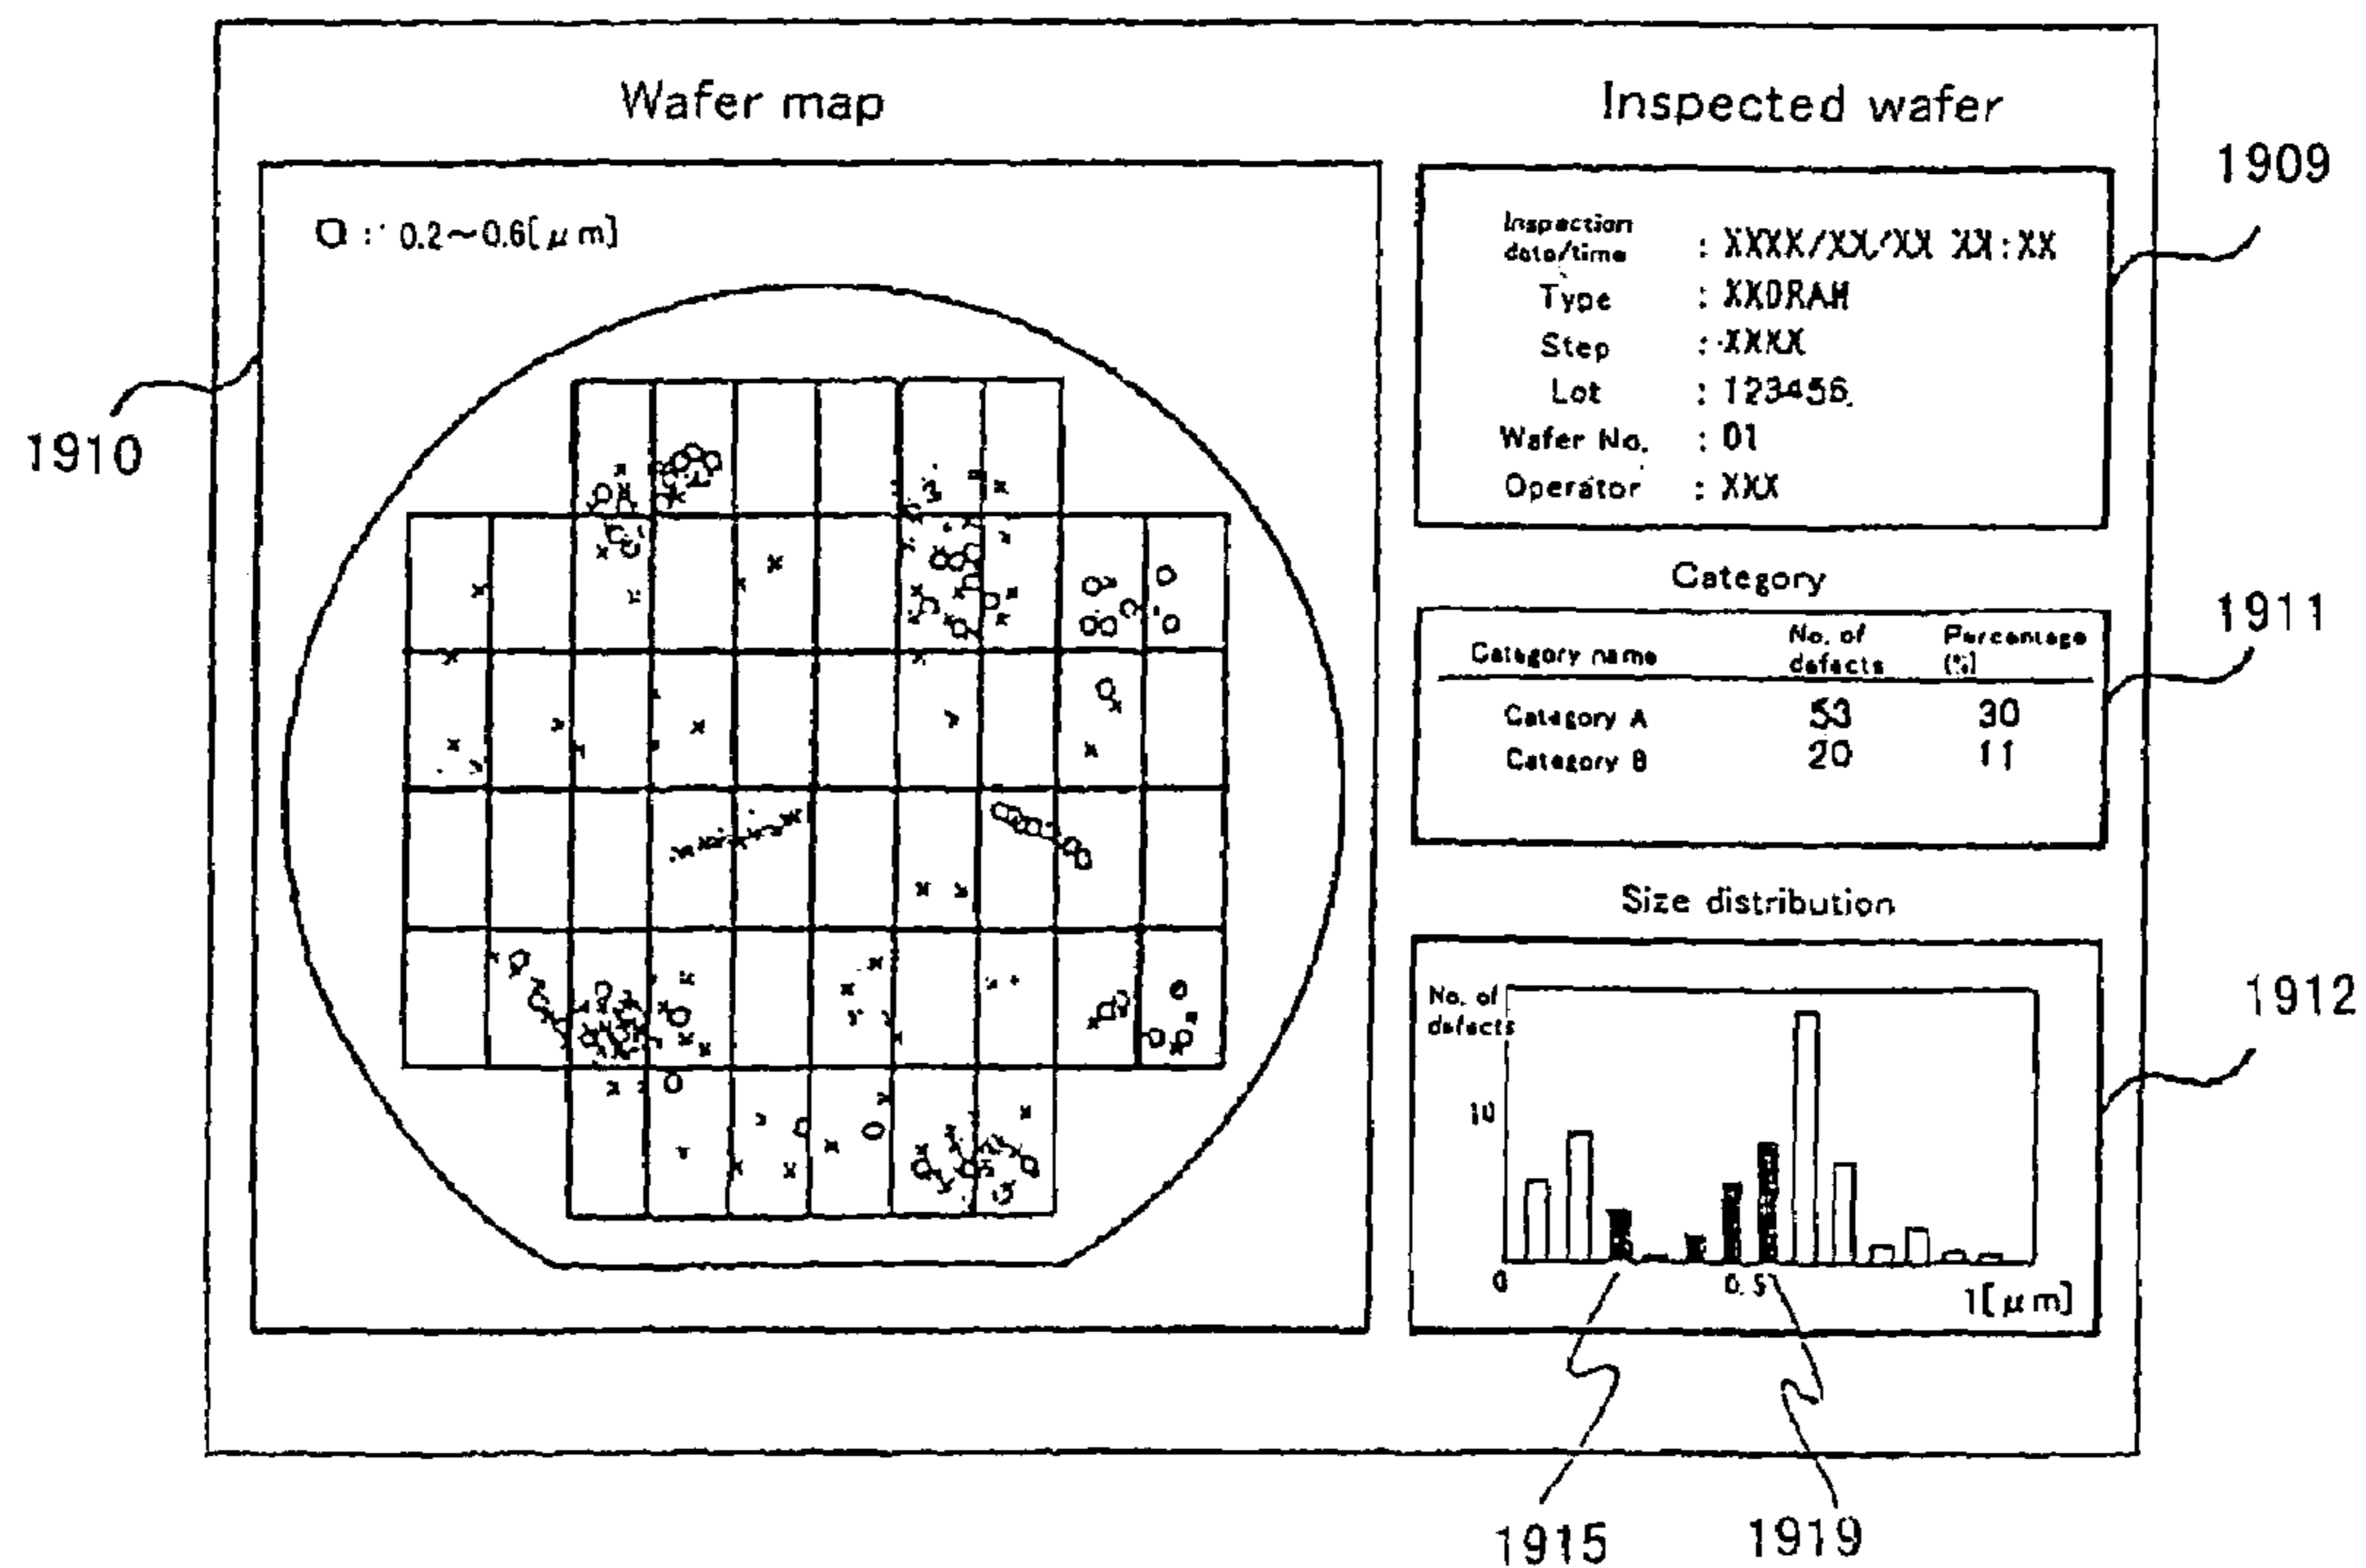 Wafer map
Inspected wafer
1909
O : 0.2~0.6[μm]
Inspection
date/time : XXXX/XX/XX XX:XX
Type : XXDRAM
Step : XXXX
Lot : 123456
Wafer No. : 01
Operator : XXX
1910
Category
1911
Category name No. of defects Percentage (%)
Category A 53 30
Category B 20 11
Size distribution
1912
No. of
defects
10
0 0.5 1[μm]
1915 1919